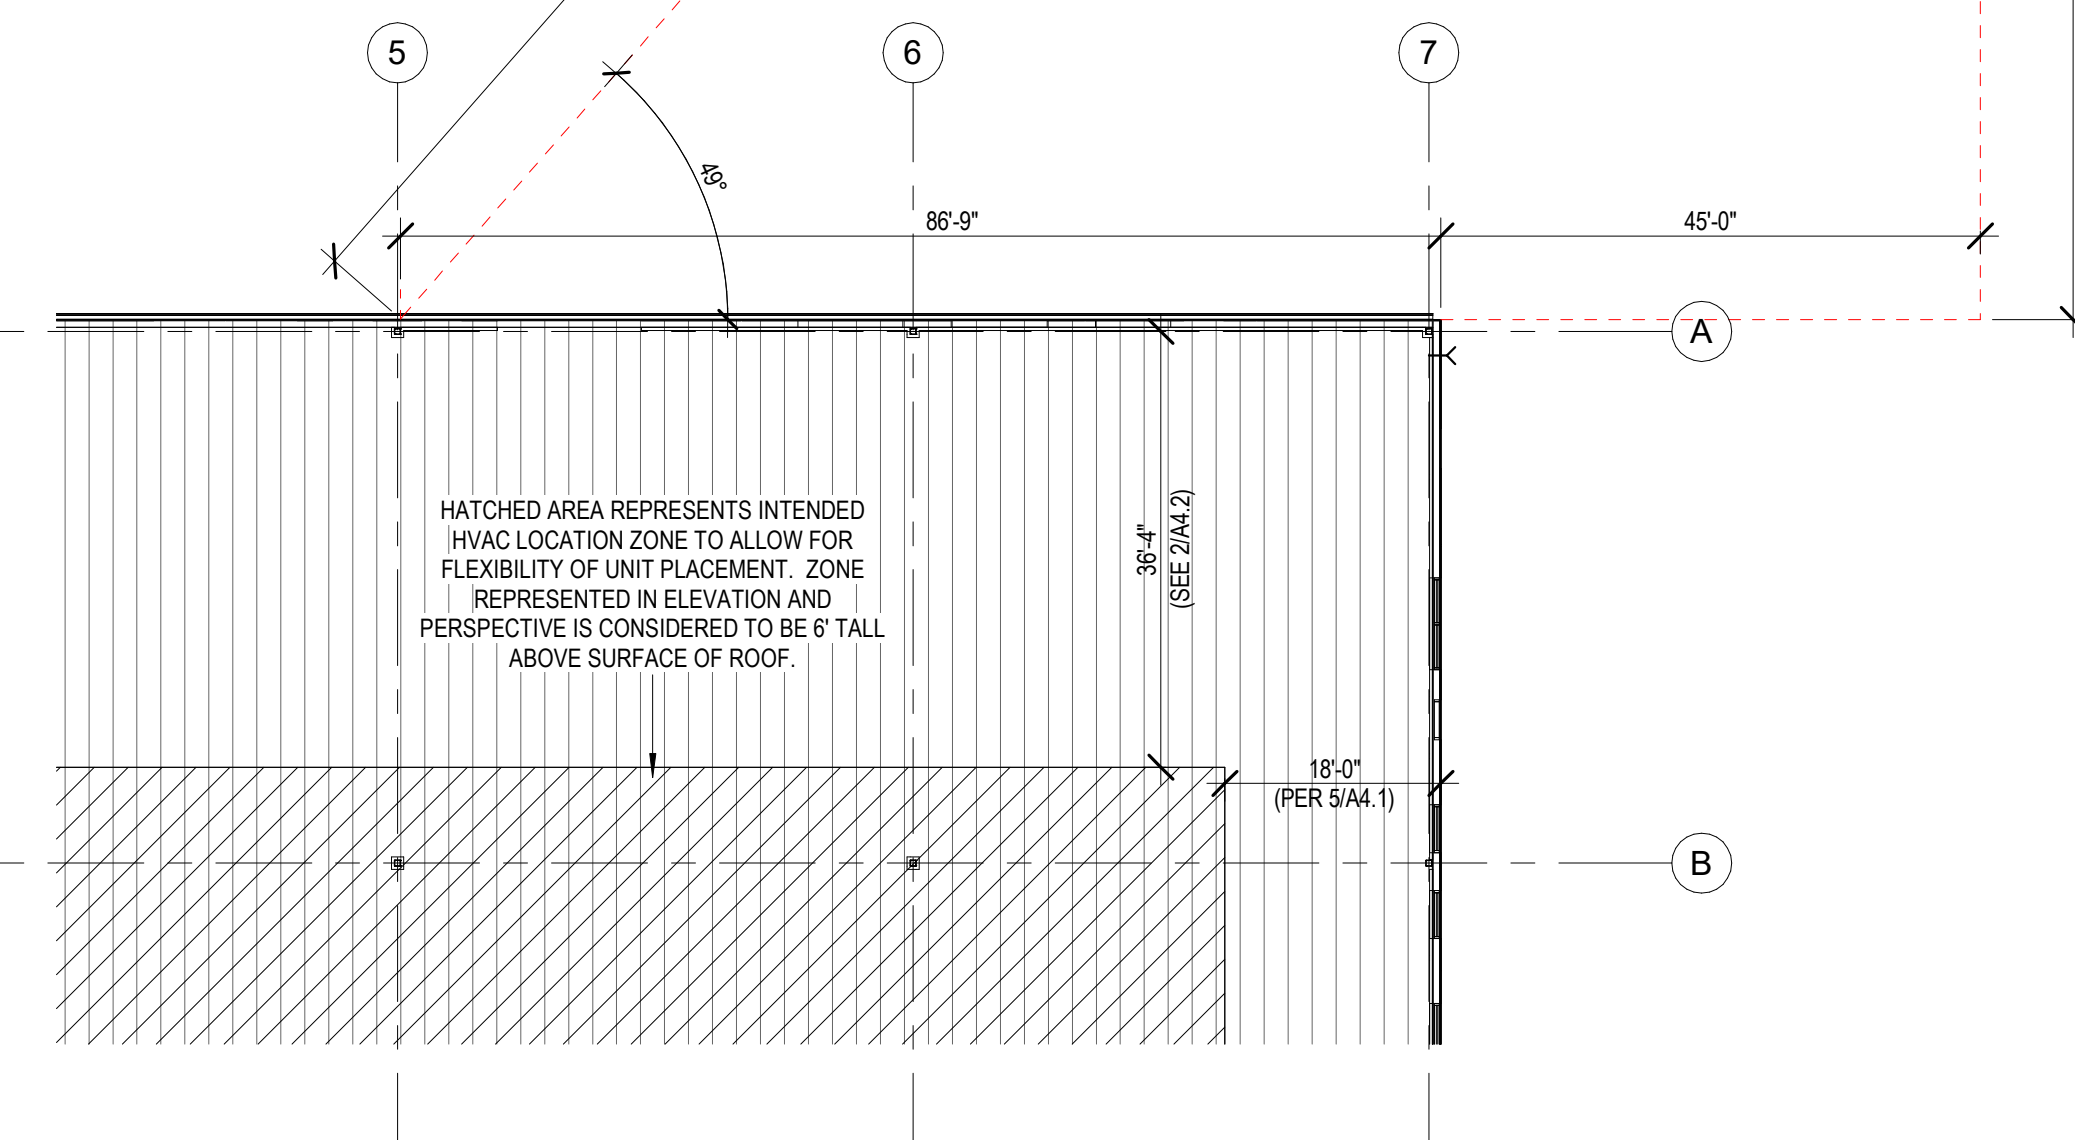 5
6
7
49°
86'-9"
45'-0"
A
HATCHED AREA REPRESENTS INTENDED
HVAC LOCATION ZONE TO ALLOW FOR
FLEXIBILITY OF UNIT PLACEMENT.  ZONE
REPRESENTED IN ELEVATION AND
PERSPECTIVE IS CONSIDERED TO BE 6' TALL
ABOVE SURFACE OF ROOF.
36'-4"
(SEE 2/A4.2)
18'-0"
(PER 5/A4.1)
B